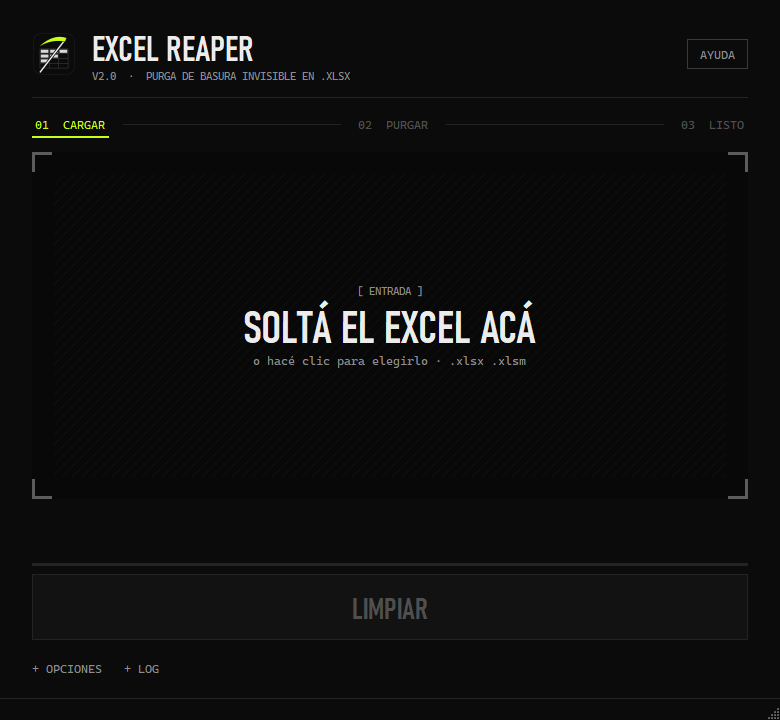 EXCEL REAPER
V2.0 · PURGA DE BASURA INVISIBLE EN .XLSX
AYUDA
01 CARGAR
02 PURGAR
03 LISTO
[ ENTRADA ]
SOLTÁ EL EXCEL ACÁ
o hacé clic para elegirlo · .xlsx .xlsm
LIMPIAR
+ OPCIONES
+ LOG